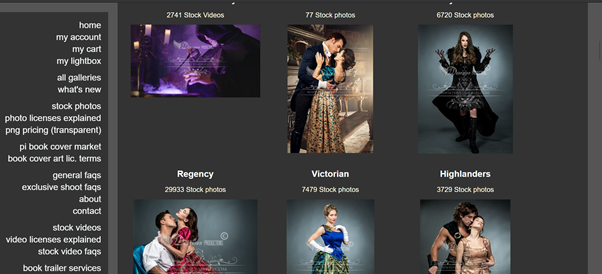 home
my account
my cart
my lightbox
all galleries
what's new
stock photos
photo licenses explained
png pricing (transparent)
pi book cover market
book cover art lic. terms
general faqs
exclusive shoot faqs
about
contact
stock videos
video licenses explained
stock video faqs
book trailer services
2741 Stock Videos
77 Stock photos
6720 Stock photos
Regency
Victorian
Highlanders
29933 Stock photos
7479 Stock photos
3729 Stock photos